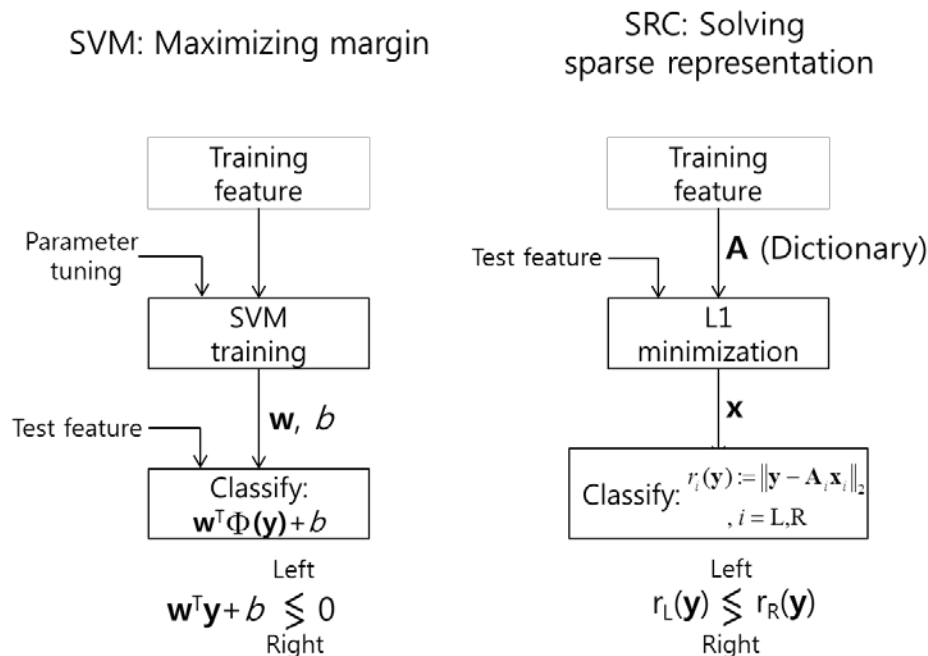 SVM: Maximizing margin
Training
feature
Parameter
tuning
SVM
training
w, b
Test feature
Classify:
wᵀΦ(y)+b
Left
wᵀy+b ≶ 0
Right
SRC: Solving
sparse representation
Training
feature
A (Dictionary)
Test feature
L1
minimization
x
Classify: rᵢ(y) := ‖y − Aᵢxᵢ‖₂
, i = L,R
Left
r_L(y) ≶ r_R(y)
Right